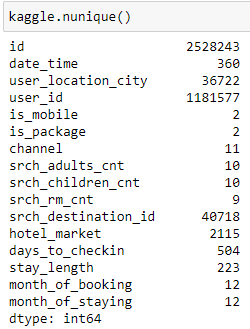 kaggle.nunique()
id 2528243
date_time 360
user_location_city 36722
user_id 1181577
is_mobile 2
is_package 2
channel 11
srch_adults_cnt 10
srch_children_cnt 10
srch_rm_cnt 9
srch_destination_id 40718
hotel_market 2115
days_to_checkin 504
stay_length 223
month_of_booking 12
month_of_staying 12
dtype: int64